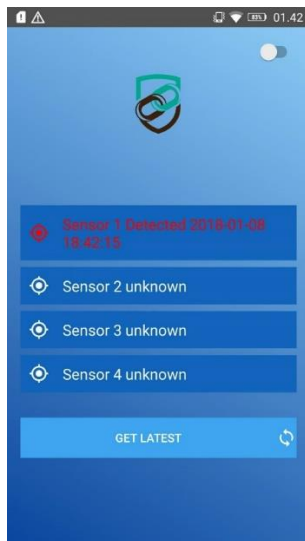 83% 01.42
Sensor 1 Detected 2018-01-08
18:42:15
Sensor 2 unknown
Sensor 3 unknown
Sensor 4 unknown
GET LATEST